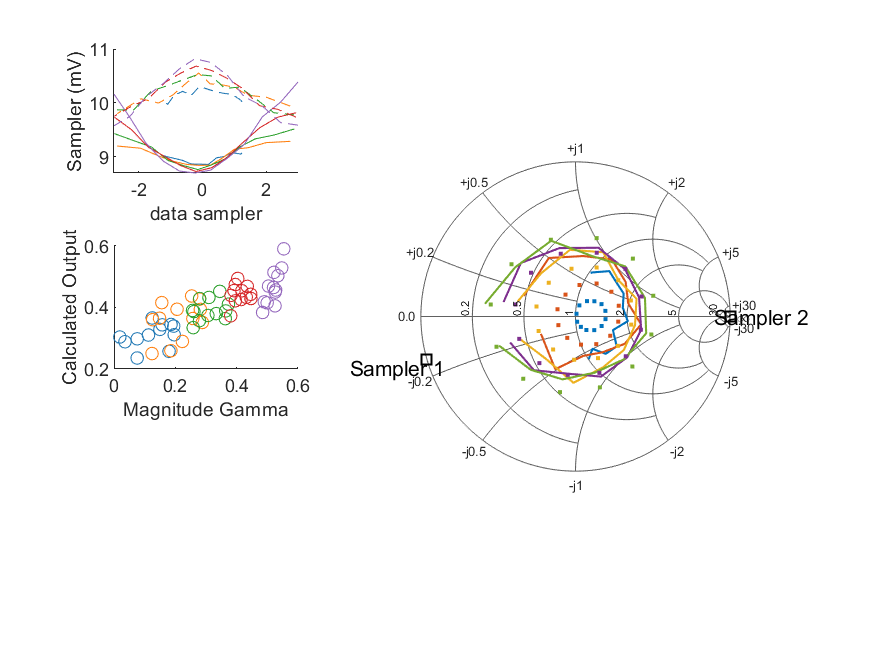 11
10
9
Sampler (mV)
-2
0
2
data sampler
0.6
0.4
0.2
Calculated Output
0
0.2
0.4
0.6
Magnitude Gamma
+j1
+j0.5
+j2
+j0.2
+j5
0.0
0.2
0.5
1
2
5
30
+j30
-j30
Sampler 2
Sampler 1
-j0.2
-j5
-j0.5
-j2
-j1